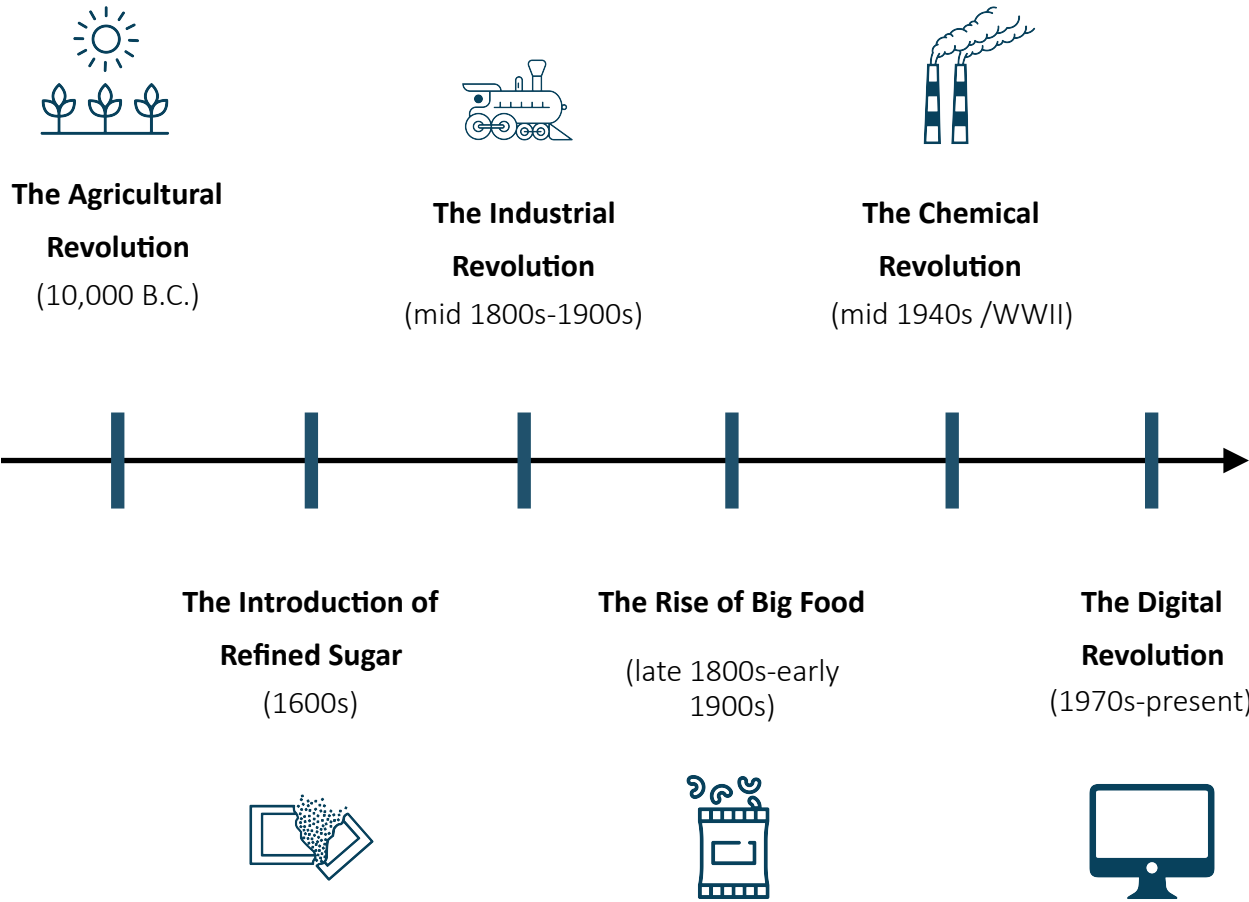 The Agricultural
Revolution
(10,000 B.C.)
The Industrial
Revolution
(mid 1800s-1900s)
The Chemical
Revolution
(mid 1940s /WWII)
The Introduction of
Refined Sugar
(1600s)
The Rise of Big Food
(late 1800s-early
1900s)
The Digital
Revolution
(1970s-present)